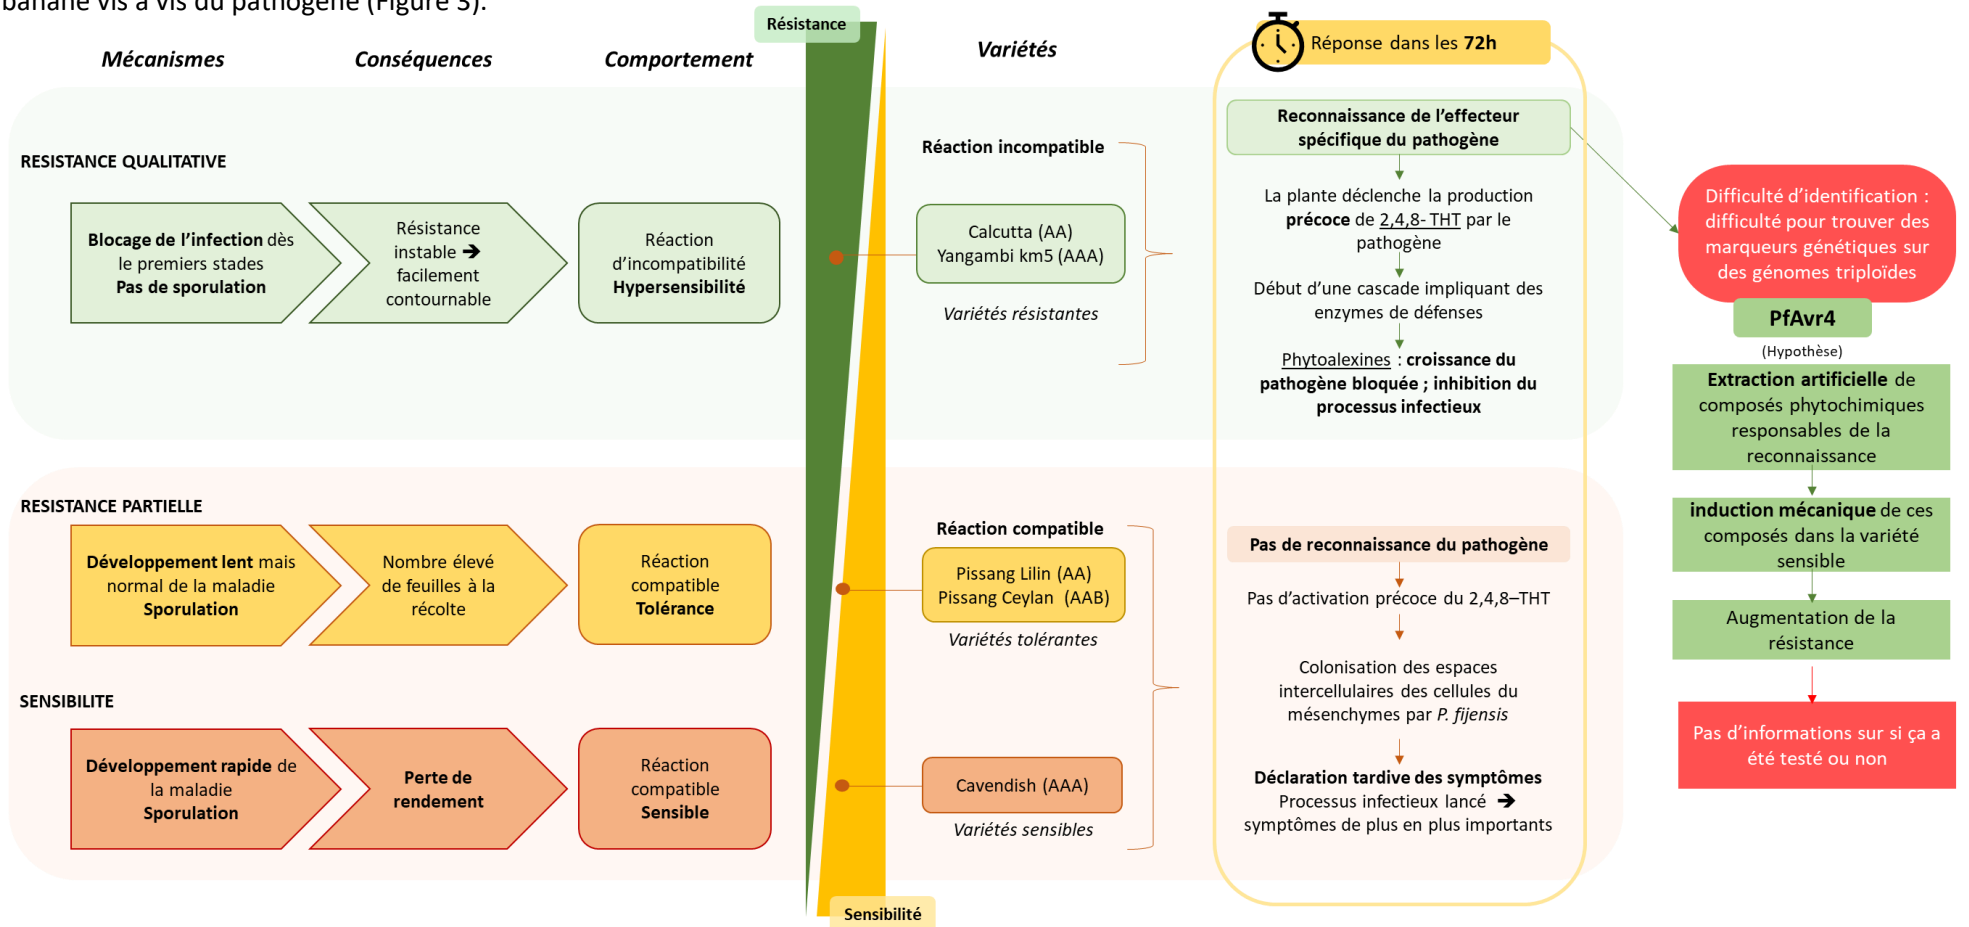 banane vis à vis du pathogène (Figure 3).
Résistance
Mécanismes
Conséquences
Comportement
Variétés
Réponse dans les 72h
RESISTANCE QUALITATIVE
Blocage de l'infection dès
le premiers stades
Pas de sporulation
Résistance
instable ➔
facilement
contournable
Réaction
d'incompatibilité
Hypersensibilité
Réaction incompatible
Calcutta (AA)
Yangambi km5 (AAA)
Variétés résistantes
Reconnaissance de l'effecteur
spécifique du pathogène
La plante déclenche la production
précoce de 2,4,8- THT par le
pathogène
Début d'une cascade impliquant des
enzymes de défenses
Phytoalexines : croissance du
pathogène bloquée ; inhibition du
processus infectieux
Difficulté d'identification :
difficulté pour trouver des
marqueurs génétiques sur
des génomes triploïdes
PfAvr4
(Hypothèse)
Extraction artificielle de
composés phytochimiques
responsables de la
reconnaissance
induction mécanique de ces
composés dans la variété
sensible
Augmentation de la
résistance
Pas d'informations sur si ça a
été testé ou non
RESISTANCE PARTIELLE
Développement lent mais
normal de la maladie
Sporulation
Nombre élevé
de feuilles à la
récolte
Réaction
compatible
Tolérance
Réaction compatible
Pissang Lilin (AA)
Pissang Ceylan (AAB)
Variétés tolérantes
Pas de reconnaissance du pathogène
Pas d'activation précoce du 2,4,8–THT
Colonisation des espaces
intercellulaires des cellules du
mésenchymes par P. fijensis
Déclaration tardive des symptômes
Processus infectieux lancé ➔
symptômes de plus en plus importants
SENSIBILITE
Développement rapide de
la maladie
Sporulation
Perte de
rendement
Réaction
compatible
Sensible
Cavendish (AAA)
Variétés sensibles
Sensibilité